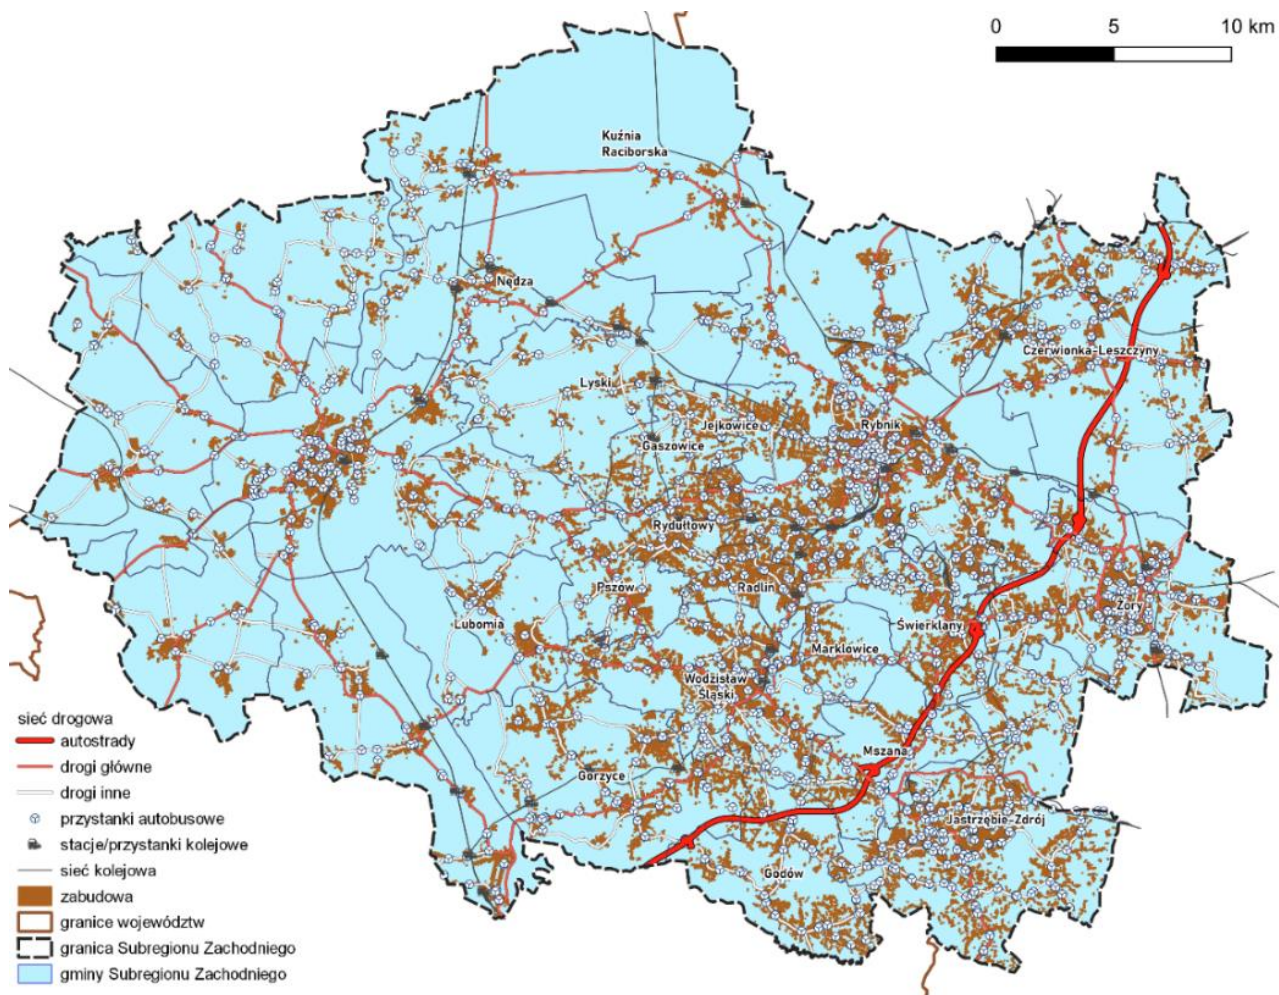 0 5 10 km
Kuźnia
Raciborska
Nędza
Czerwionka-Leszczyny
Lyski
Jejkowice
Rybnik
Gaszowice
Rydułtowy
Pszów
Radlin
Żory
Lubomia
Świerklany
Marklowice
Wodzisław
Śląski
Mszana
Gorzyce
Jastrzębie-Zdrój
Godów
sieć drogowa
autostrady
drogi główne
drogi inne
przystanki autobusowe
stacje/przystanki kolejowe
sieć kolejowa
zabudowa
granice województw
granica Subregionu Zachodniego
gminy Subregionu Zachodniego